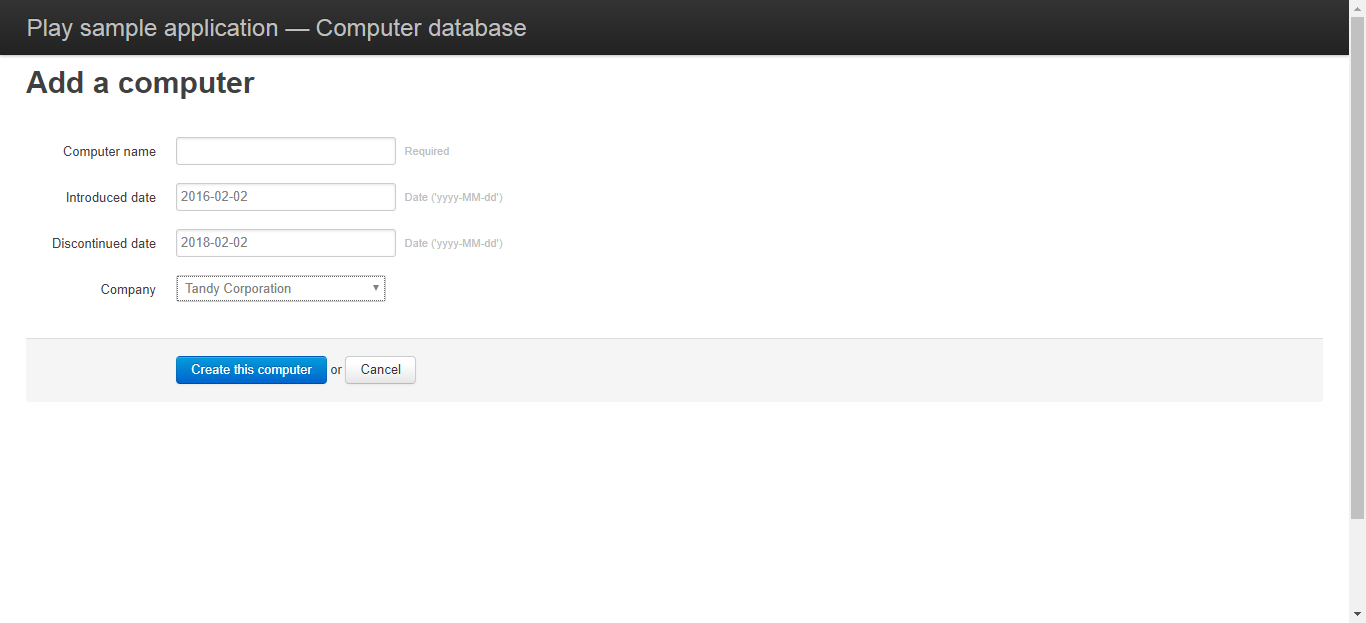 Play sample application — Computer database
Add a computer
Computer name Required
Introduced date 2016-02-02 Date ('yyyy-MM-dd')
Discontinued date 2018-02-02 Date ('yyyy-MM-dd')
Company Tandy Corporation
Create this computer or Cancel